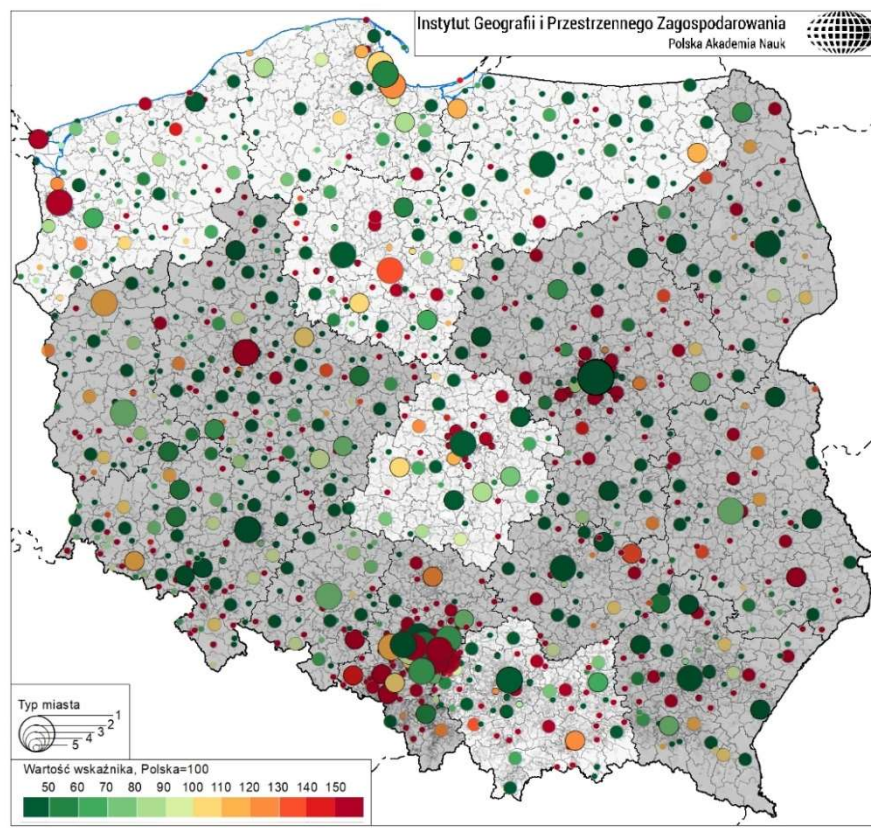 Instytut Geografii i Przestrzennego Zagospodarowania
Polska Akademia Nauk
Typ miasta
1
2
3
4
5
Wartość wskaźnika, Polska=100
50 60 70 80 90 100 110 120 130 140 150